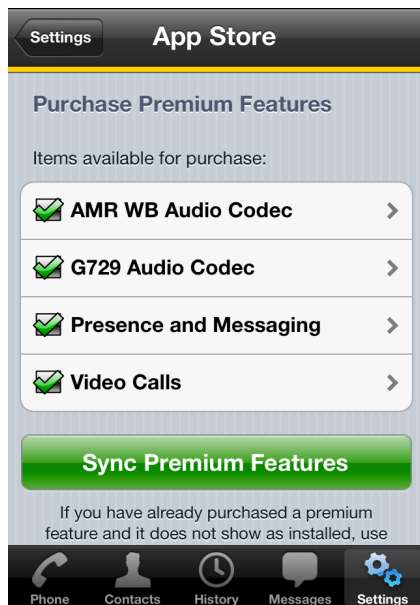 Settings
App Store
Purchase Premium Features
Items available for purchase:
AMR WB Audio Codec
G729 Audio Codec
Presence and Messaging
Video Calls
Sync Premium Features
If you have already purchased a premium
feature and it does not show as installed, use
Phone
Contacts
History
Messages
Settings